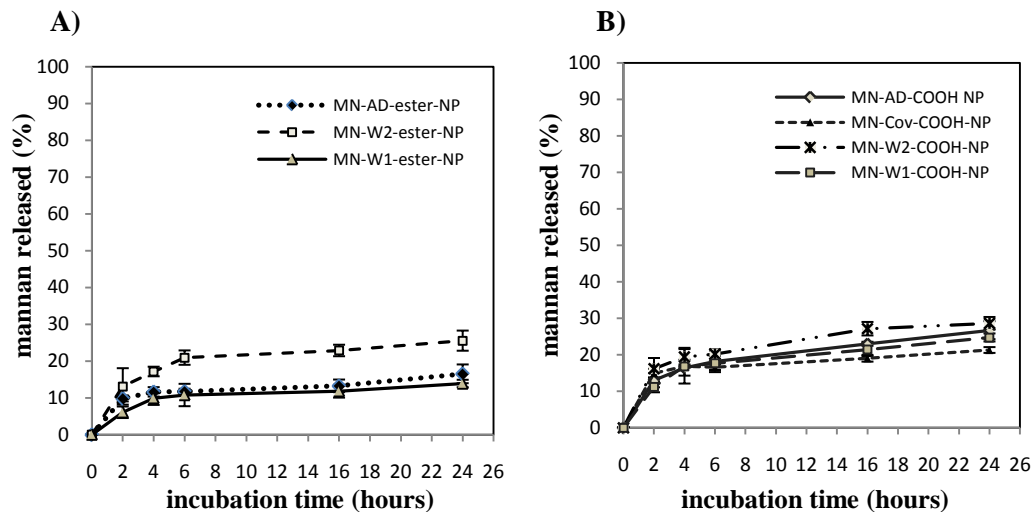 A)
100
90
80
70
60
50
40
30
20
10
0
mannan released (%)
MN-AD-ester-NP
MN-W2-ester-NP
MN-W1-ester-NP
0 2 4 6 8 10 12 14 16 18 20 22 24 26
incubation time (hours)
B)
100
90
80
70
60
50
40
30
20
10
0
mannan released (%)
MN-AD-COOH NP
MN-Cov-COOH-NP
MN-W2-COOH-NP
MN-W1-COOH-NP
0 2 4 6 8 10 12 14 16 18 20 22 24 26
incubation time (hours)